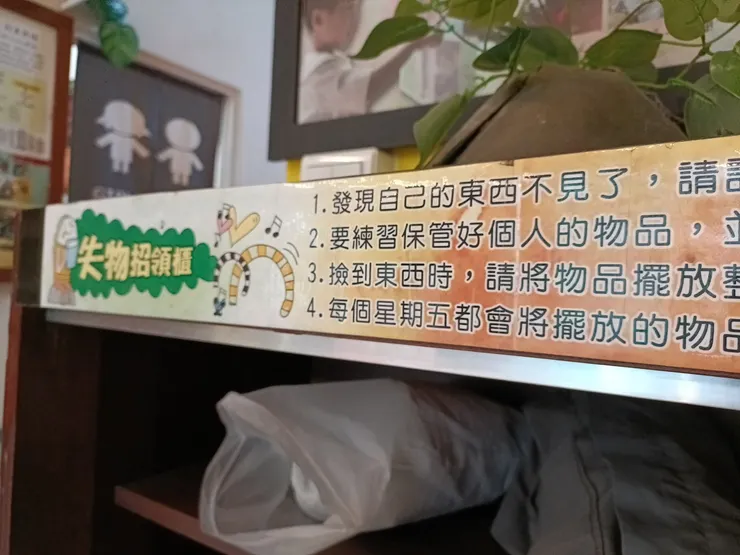 失物招領櫃
1.發現自己的東西不見了，請
2.要練習保管好個人的物品，並
3.撿到東西時，請將物品擺放整
4.每個星期五都會將擺放的物品